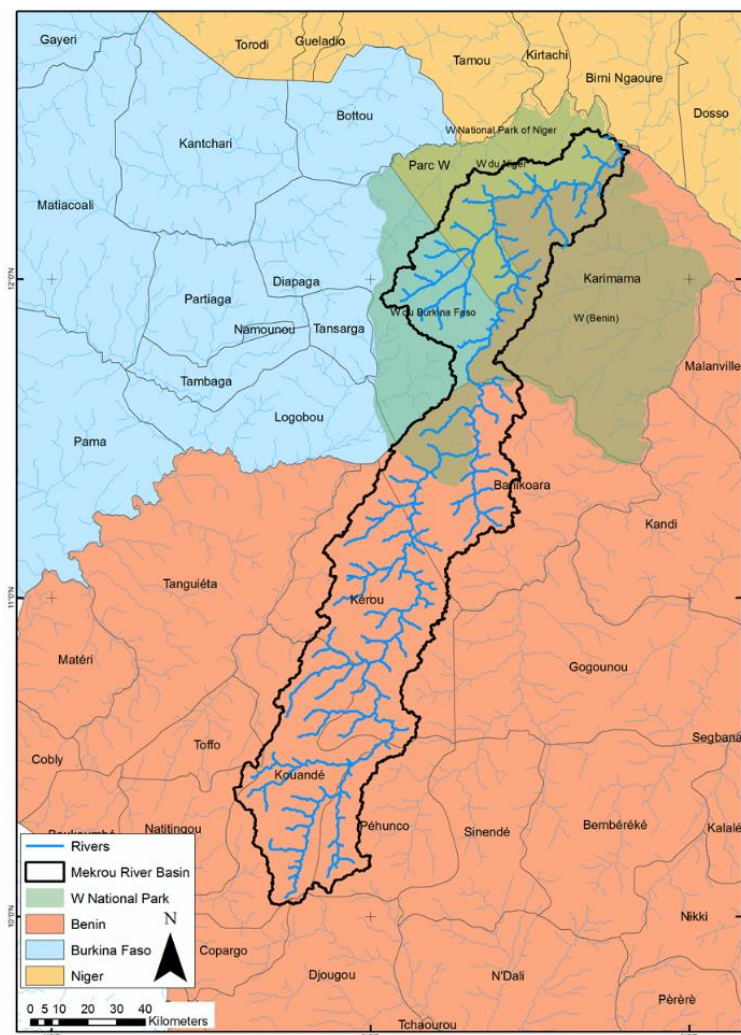 Gayeri
Torodi
Gueladio
Tamou
Kirtachi
Birni Ngaoure
Dosso
Bottou
Kantchari
W National Park of Niger
Parc W
W du Niger
Matiacoali
12°0'N
Diapaga
Karimama
Partiaga
Namounou
Tansarga
W du Burkina Faso
W (Benin)
Tambaga
Malanville
Logobou
Pama
Banikoara
Kandi
Tanguiéta
11°0'N
Kérou
Matéri
Gogounou
Segbana
Toffo
Cobly
Kouandé
Natitingou
Péhunco
Sinendé
Bembéréké
Kalalé
Rivers
Mekrou River Basin
W National Park
N
Benin
Burkina Faso
Niger
10°0'N
Nikki
Copargo
Djougou
N'Dali
Pèrèrè
0 5 10 20 30 40
Kilometers
Tchaourou